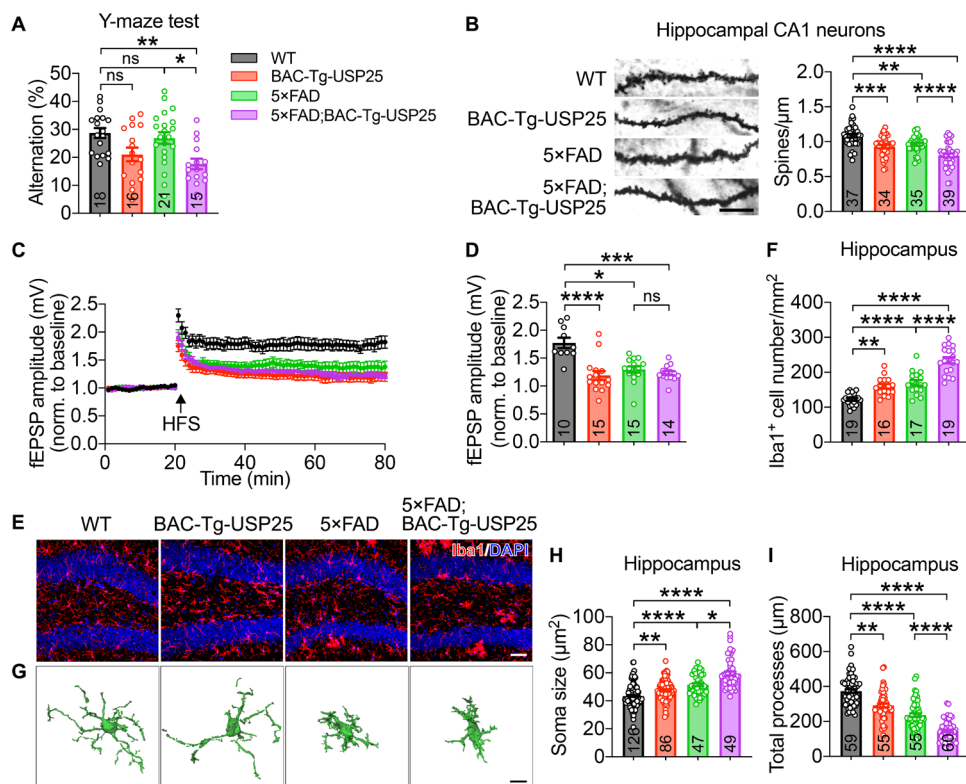 A
Y-maze test
**
ns
*
ns
Alternation (%)
50
40
30
20
10
0
18
16
21
15
WT
BAC-Tg-USP25
5×FAD
5×FAD;BAC-Tg-USP25
B
Hippocampal CA1 neurons
WT
BAC-Tg-USP25
5×FAD
5×FAD;
BAC-Tg-USP25
****
**
***
****
Spines/μm
2.0
1.5
1.0
0.5
0.0
37
34
35
39
C
fEPSP amplitude (mV)
(norm. to baseline)
2.5
2.0
1.5
1.0
0.5
0.0
HFS
0
20
40
60
80
Time (min)
D
***
*
****
ns
fEPSP amplitude (mV)
(norm. to baseline)
2.5
2.0
1.5
1.0
0.5
0.0
10
15
15
14
F
Hippocampus
****
****
****
**
Iba1+ cell number/mm2
400
300
200
100
0
19
16
17
19
E
WT
BAC-Tg-USP25
5×FAD
5×FAD;
BAC-Tg-USP25
Iba1/DAPI
G
H
Hippocampus
****
****
*
**
Soma size (μm2)
100
80
60
40
20
0
126
86
47
49
I
Hippocampus
****
****
**
****
Total processes (μm)
800
600
400
200
0
59
55
55
60